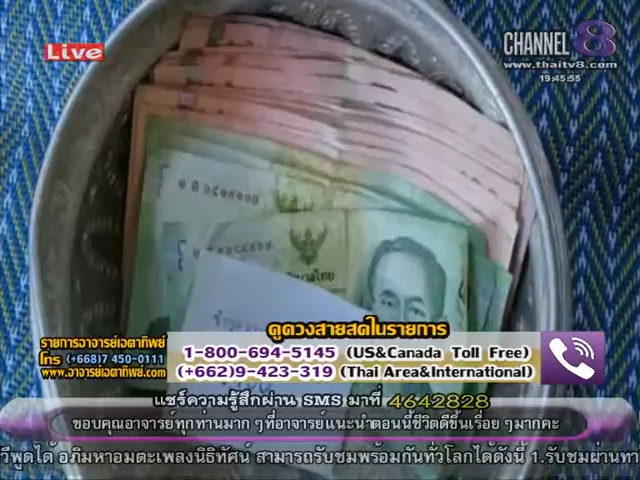 Live
CHANNEL 8
www.thaitv8.com
19:45:55
ดูดวงสายสดในรายการ
รายการอาจารย์เอตาทิพย์
โทร (+668)7 450-0111
www.อาจารย์เอตาทิพย์.com
1-800-694-5145 (US&Canada Toll Free)
(+662)9-423-319 (Thai Area&International)
แชร์ความรู้สึกผ่าน SMS มาที่ 4642828
ขอบคุณอาจารย์ทุกท่านมาก ๆที่อาจารย์แนะนำตอนนี้ชีวิตดีขึ้นเรื่อย ๆมากคะ
วีพูดได้ อภิมหาอมตะเพลงนิธิทัศน์ สามารถรับชมพร้อมกันทั่วโลกได้ดังนี้ 1.รับชมผ่านทา